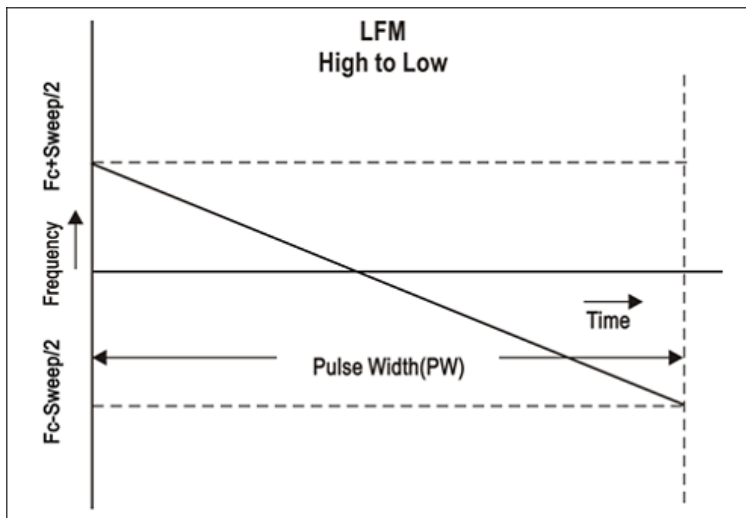 LFM
High to Low
Fc+Sweep/2
Frequency
Time
Pulse Width(PW)
Fc-Sweep/2